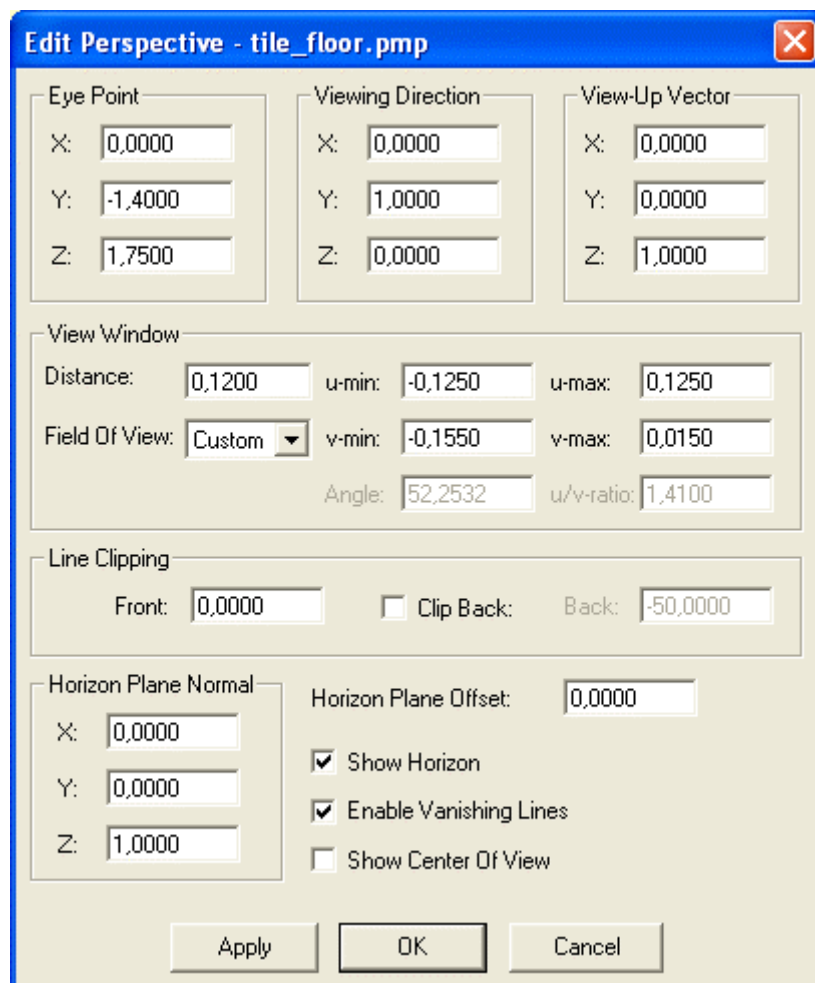 Edit Perspective - tile_floor.pmp
Eye Point
X: 0,0000
Y: -1,4000
Z: 1,7500
Viewing Direction
X: 0,0000
Y: 1,0000
Z: 0,0000
View-Up Vector
X: 0,0000
Y: 0,0000
Z: 1,0000
View Window
Distance: 0,1200 u-min: -0,1250 u-max: 0,1250
Field Of View: Custom v-min: -0,1550 v-max: 0,0150
Angle: 52,2532 u/v-ratio: 1,4100
Line Clipping
Front: 0,0000 Clip Back: Back: -50,0000
Horizon Plane Normal
X: 0,0000
Y: 0,0000
Z: 1,0000
Horizon Plane Offset: 0,0000
Show Horizon
Enable Vanishing Lines
Show Center Of View
Apply OK Cancel